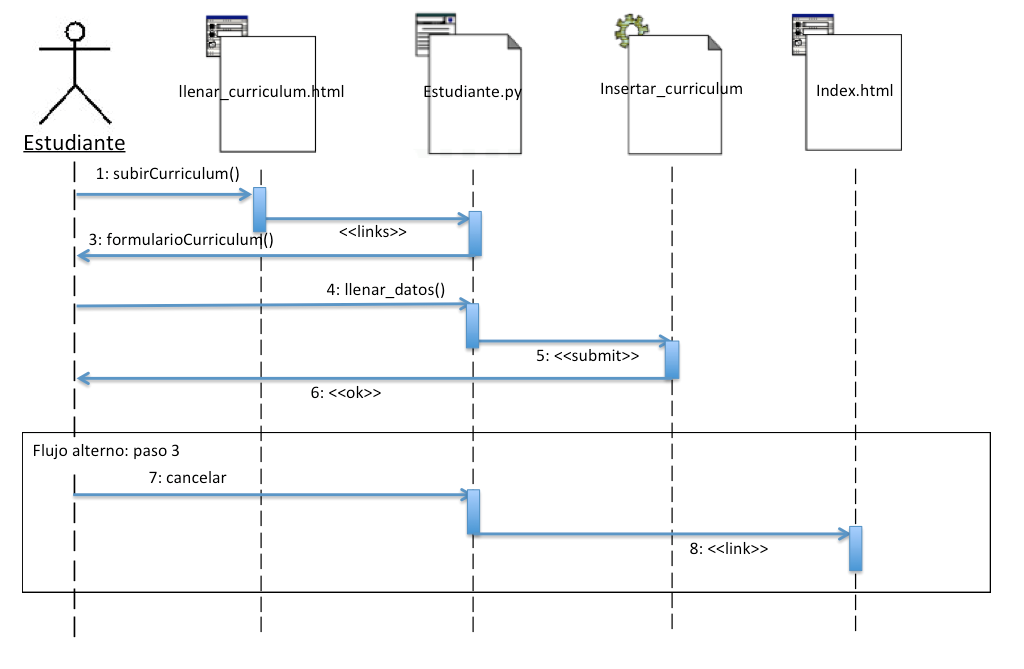 llenar_curriculum.html
Estudiante.py
Insertar_curriculum
Index.html
Estudiante
1: subirCurriculum()
<<links>>
3: formularioCurriculum()
4: llenar_datos()
5: <<submit>>
6: <<ok>>
Flujo alterno: paso 3
7: cancelar
8: <<link>>